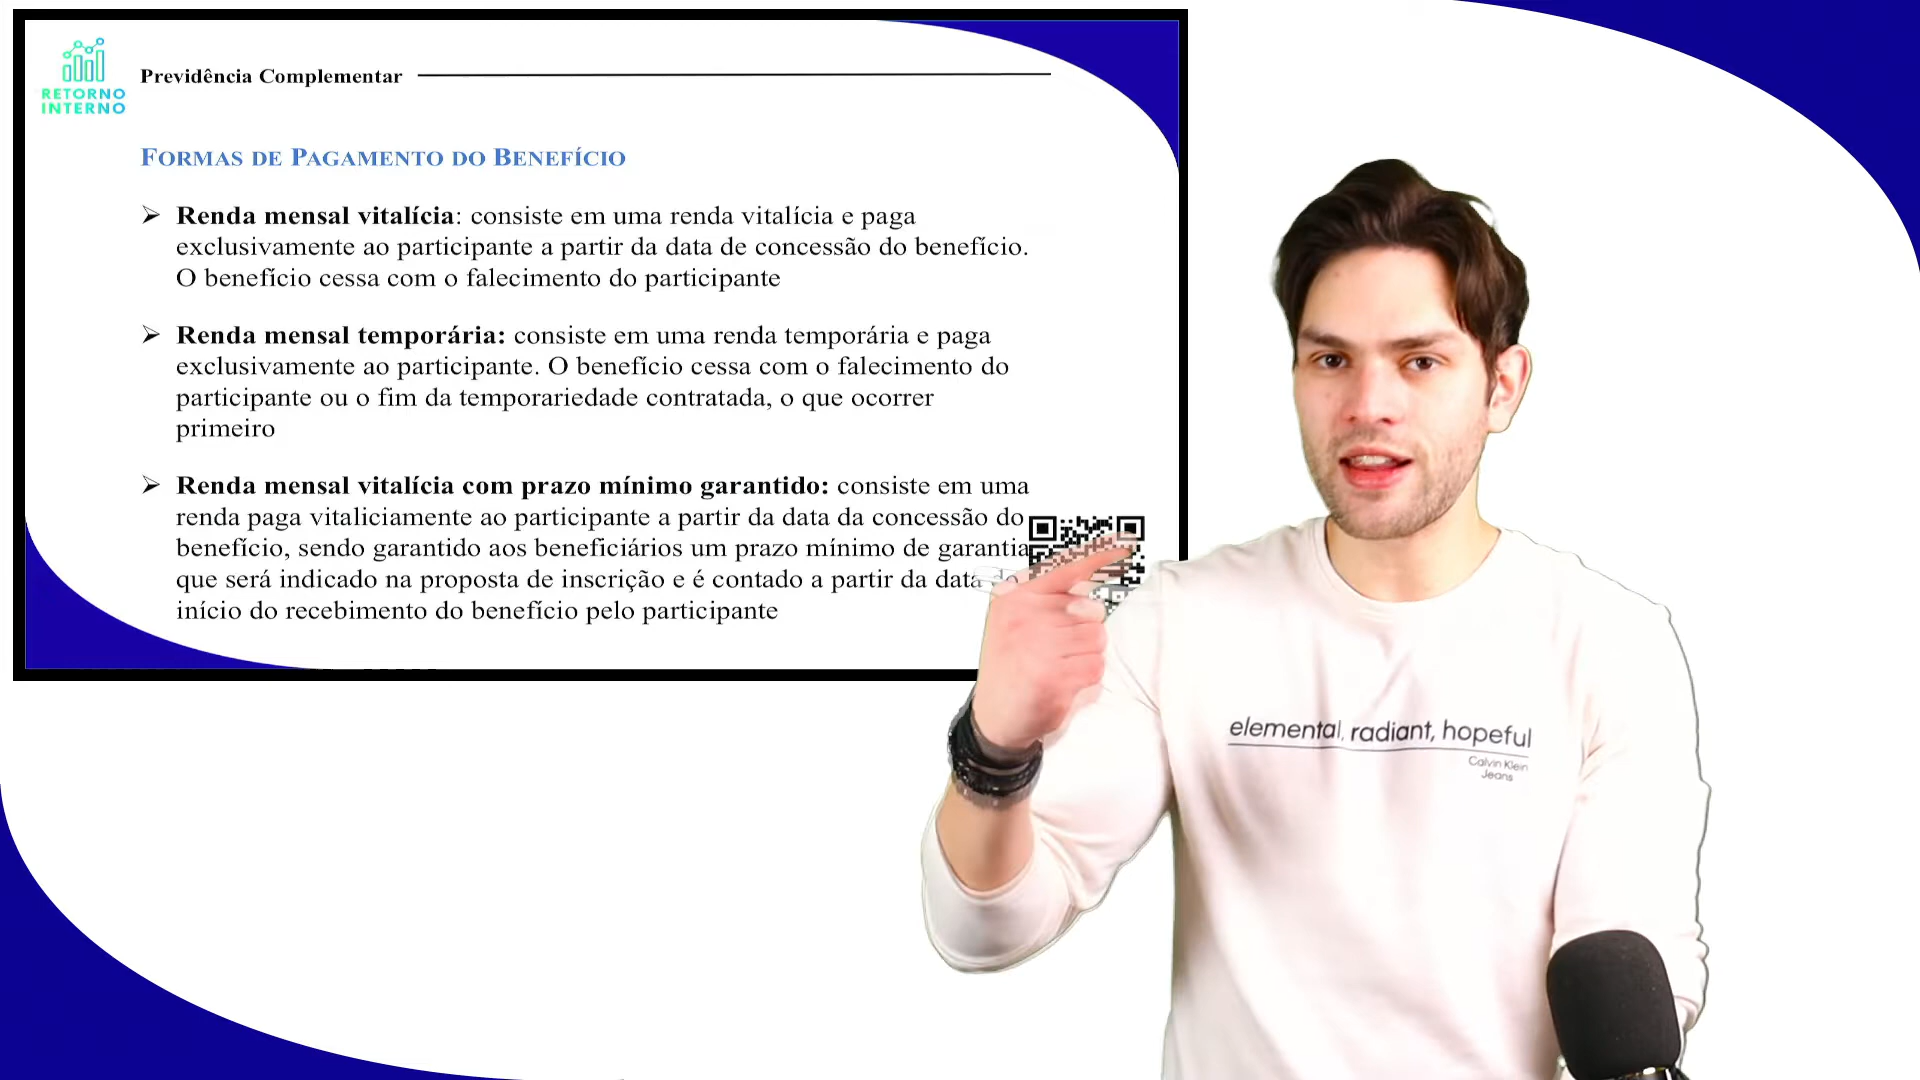 RETORNO
INTERNO
Previdência Complementar
FORMAS DE PAGAMENTO DO BENEFÍCIO
➢ Renda mensal vitalícia: consiste em uma renda vitalícia e paga
exclusivamente ao participante a partir da data de concessão do benefício.
O benefício cessa com o falecimento do participante
➢ Renda mensal temporária: consiste em uma renda temporária e paga
exclusivamente ao participante. O benefício cessa com o falecimento do
participante ou o fim da temporariedade contratada, o que ocorrer
primeiro
➢ Renda mensal vitalícia com prazo mínimo garantido: consiste em uma
renda paga vitaliciamente ao participante a partir da data da concessão do
benefício, sendo garantido aos beneficiários um prazo mínimo de garantia
que será indicado na proposta de inscrição e é contado a partir da data do
início do recebimento do benefício pelo participante
elemental, radiant, hopeful
Calvin Klein
Jeans